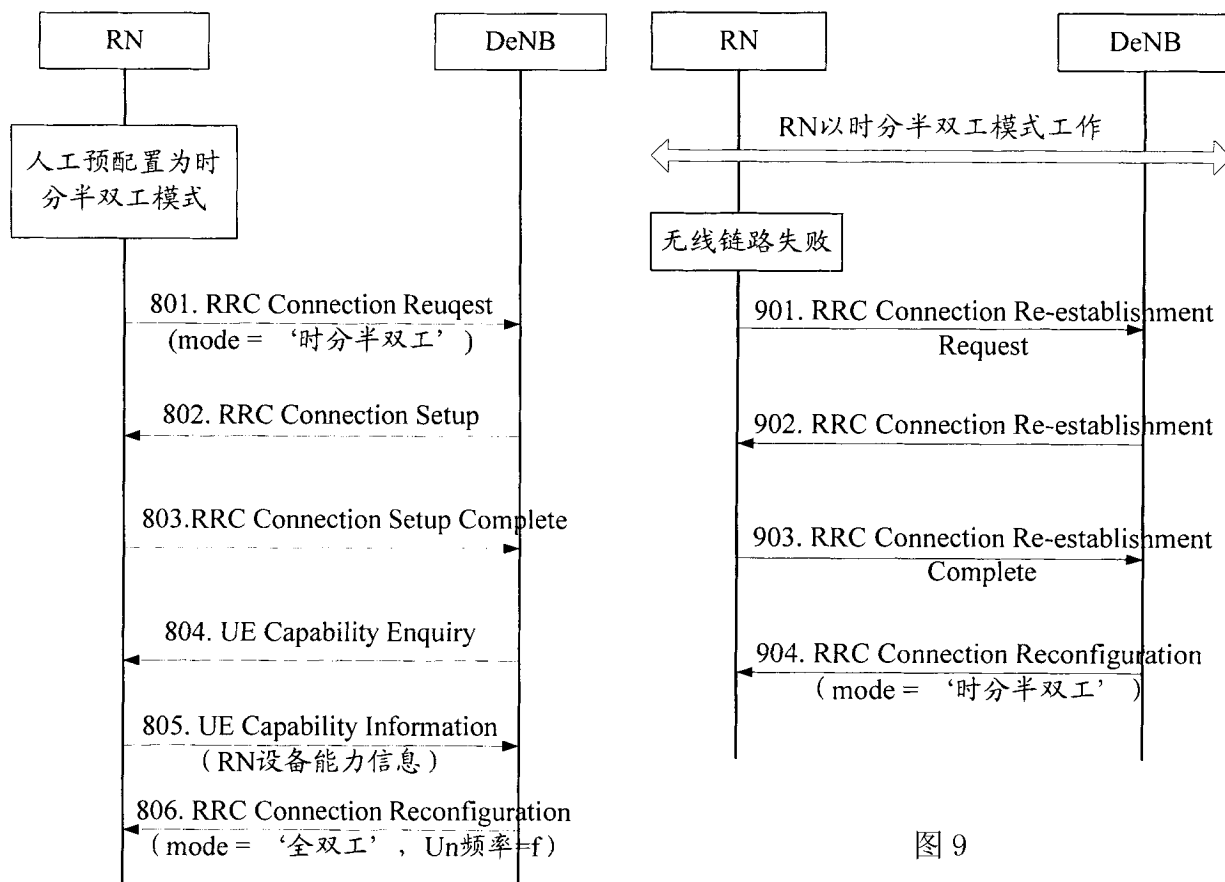 RN
DeNB
人工预配置为时
分半双工模式
801. RRC Connection Reuqest
(mode = ‘时分半双工’)
802. RRC Connection Setup
803.RRC Connection Setup Complete
804. UE Capability Enquiry
805. UE Capability Information
(RN设备能力信息)
806. RRC Connection Reconfiguration
(mode = ‘全双工’, Un频率=f)
RN
DeNB
RN以时分半双工模式工作
无线链路失败
901. RRC Connection Re-establishment
Request
902. RRC Connection Re-establishment
903. RRC Connection Re-establishment
Complete
904. RRC Connection Reconfiguration
(mode = ‘时分半双工’)
图 9